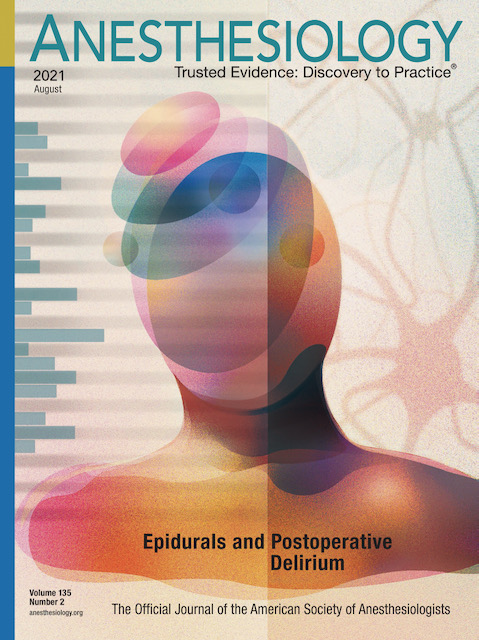 ANESTHESIOLOGY
Trusted Evidence: Discovery to Practice®
2021
August
Epidurals and Postoperative
Delirium
Volume 135
Number 2
anesthesiology.org
The Official Journal of the American Society of Anesthesiologists